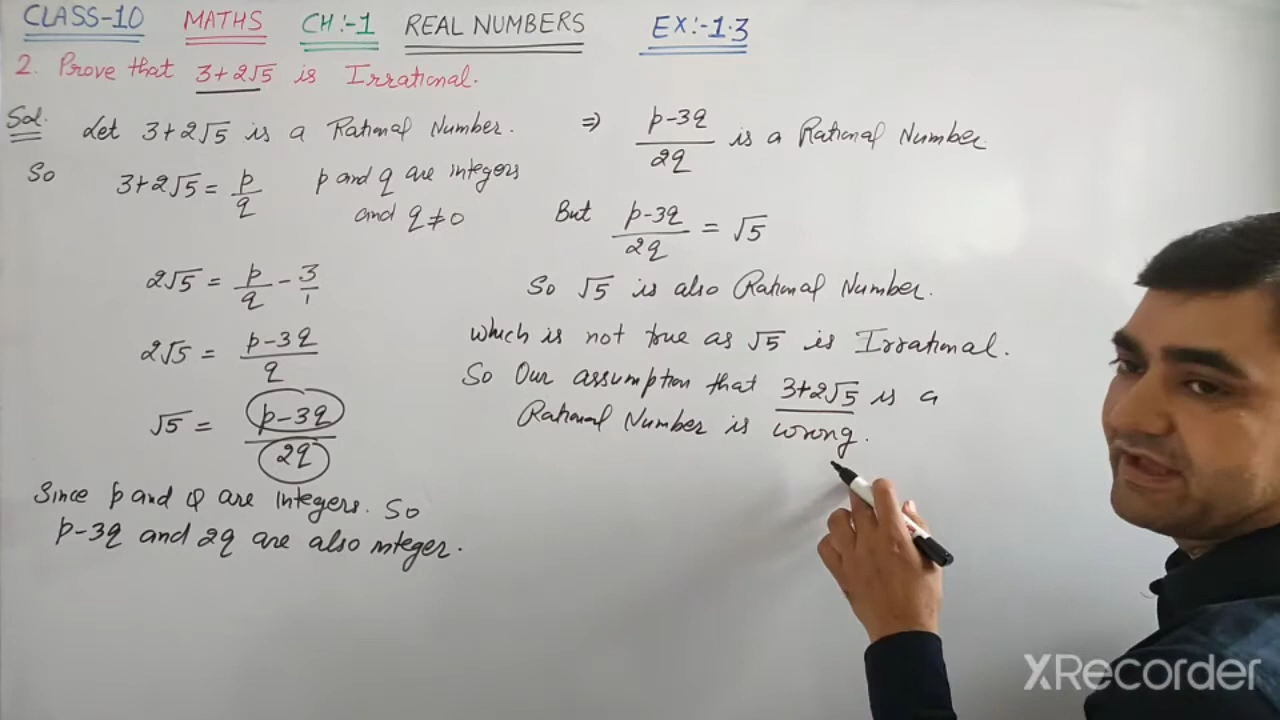 CLASS-10 MATHS CH:-1 REAL NUMBERS EX:-1.3
2. Prove that 3+2√5 is Irrational.
Sol. Let 3+2√5 is a Rational Number.
So 3+2√5 = p/q p and q are integers
and q ≠ 0
2√5 = p/q - 3/1
2√5 = p-3q/q
√5 = p-3q/2q
Since p and Q are integers. So
p-3q and 2q are also integer.
⇒ p-3q/2q is a Rational Number.
But p-3q/2q = √5
So √5 is also Rational Number.
which is not true as √5 is Irrational.
So Our assumption that 3+2√5 is a
Rational Number is wrong.
XRecorder